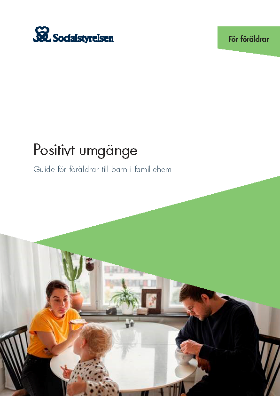 Socialstyrelsen
För föräldrar
Positivt umgänge
Guide för föräldrar till barn i familjehem